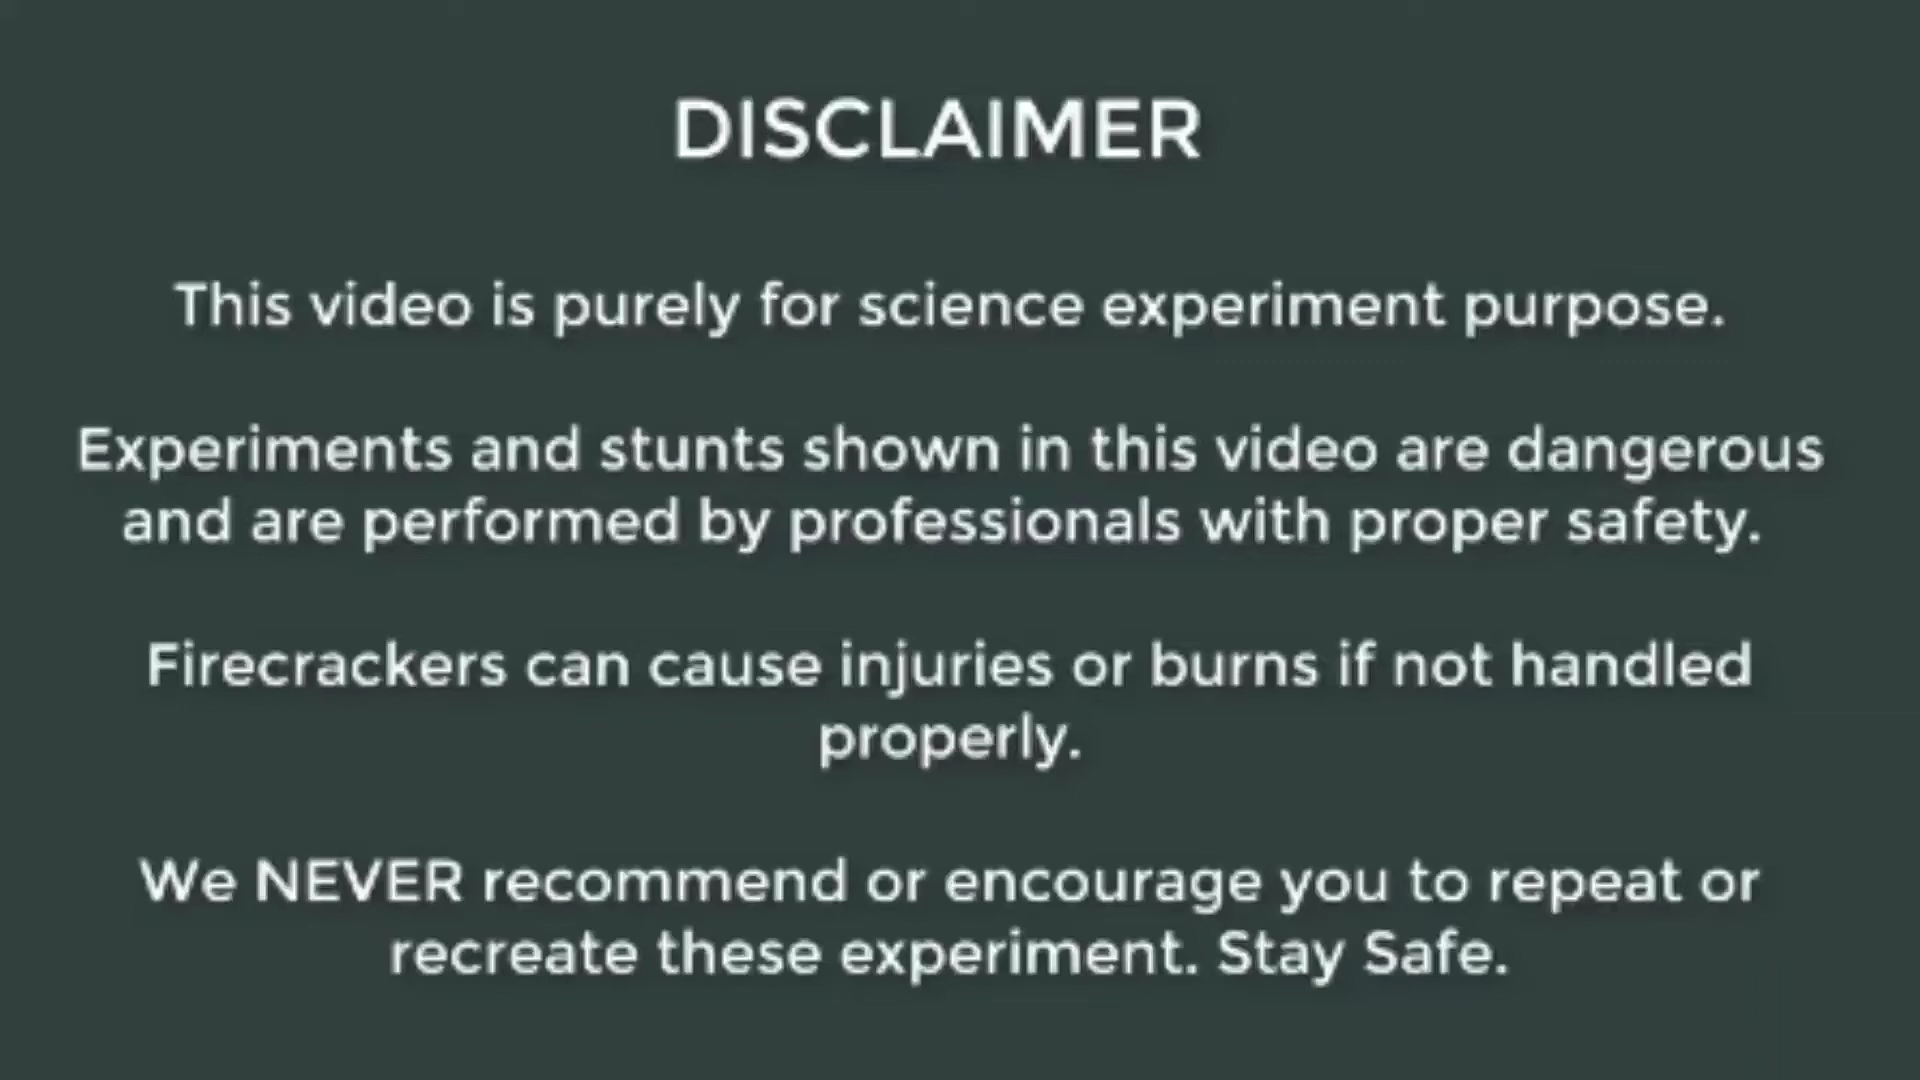 DISCLAIMER
This video is purely for science experiment purpose.
Experiments and stunts shown in this video are dangerous
and are performed by professionals with proper safety.
Firecrackers can cause injuries or burns if not handled
properly.
We NEVER recommend or encourage you to repeat or
recreate these experiment. Stay Safe.